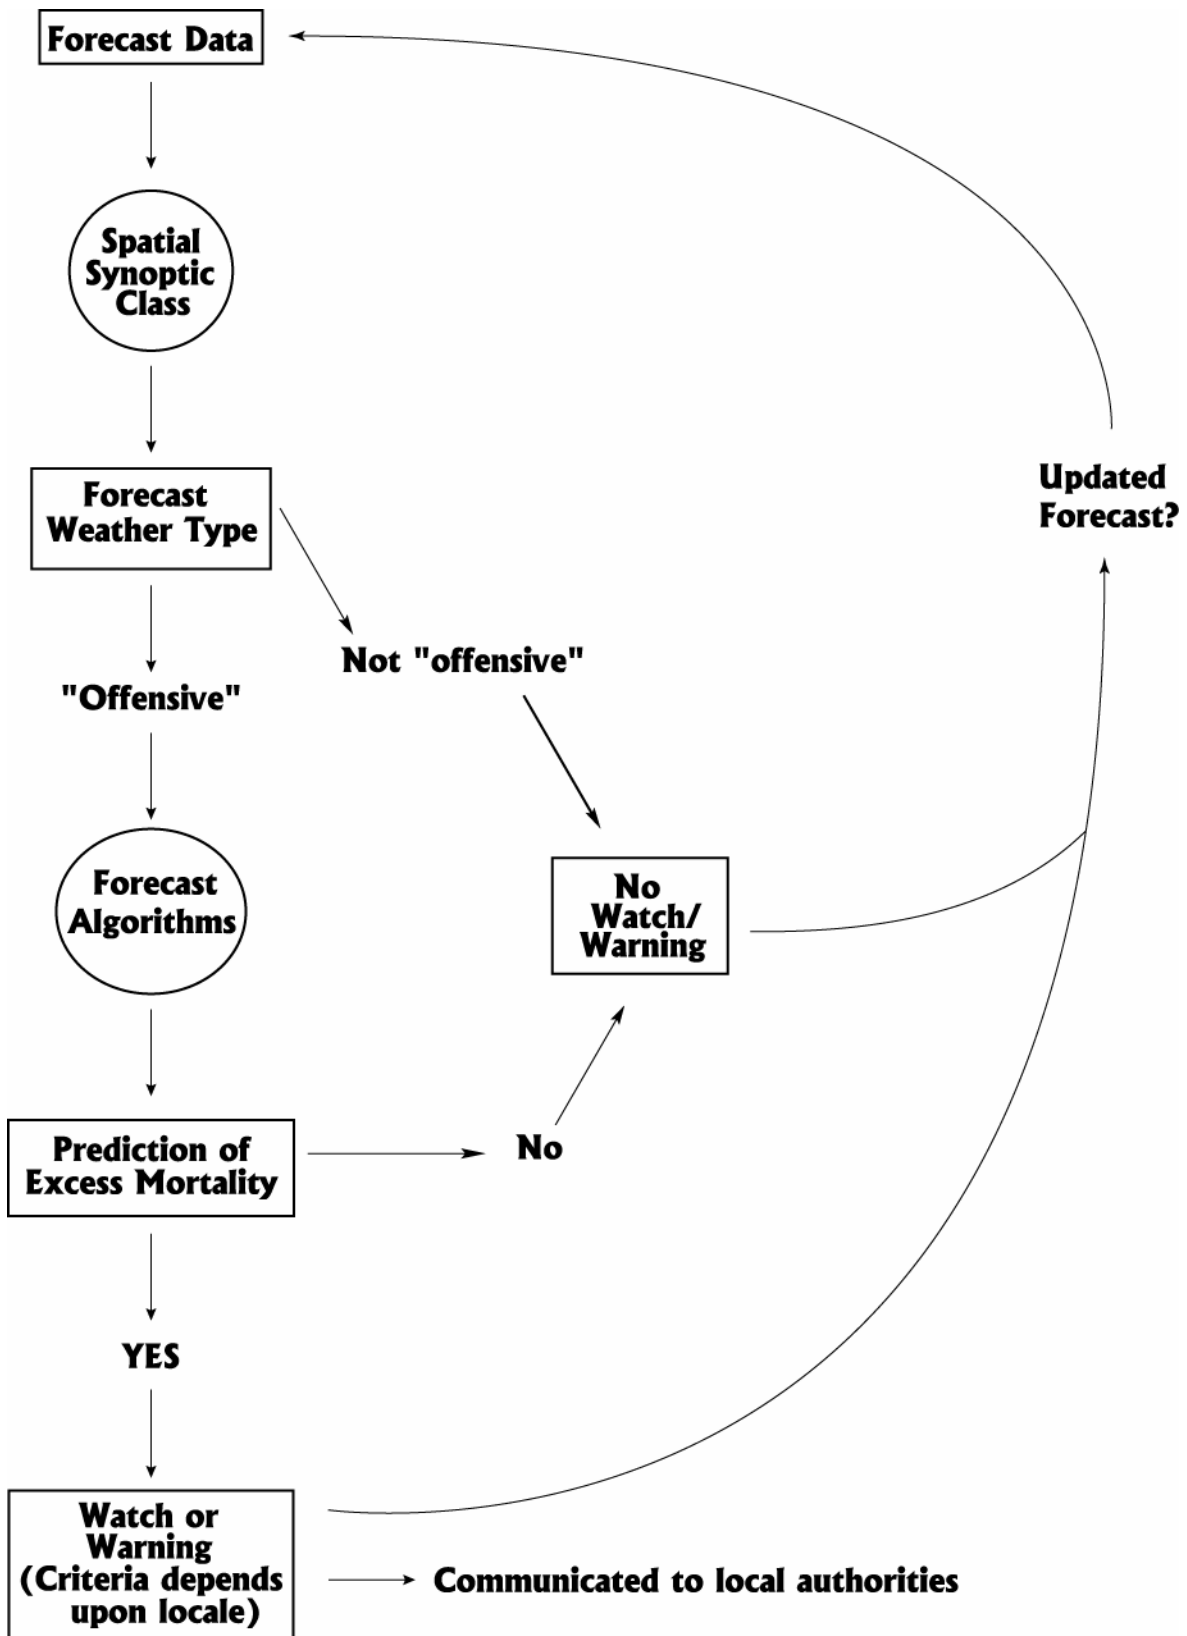 Forecast Data
Spatial
Synoptic
Class
Forecast
Weather Type
Updated
Forecast?
Not "offensive"
"Offensive"
Forecast
Algorithms
No
Watch/
Warning
Prediction of
Excess Mortality
No
YES
Watch or
Warning
(Criteria depends
upon locale)
Communicated to local authorities